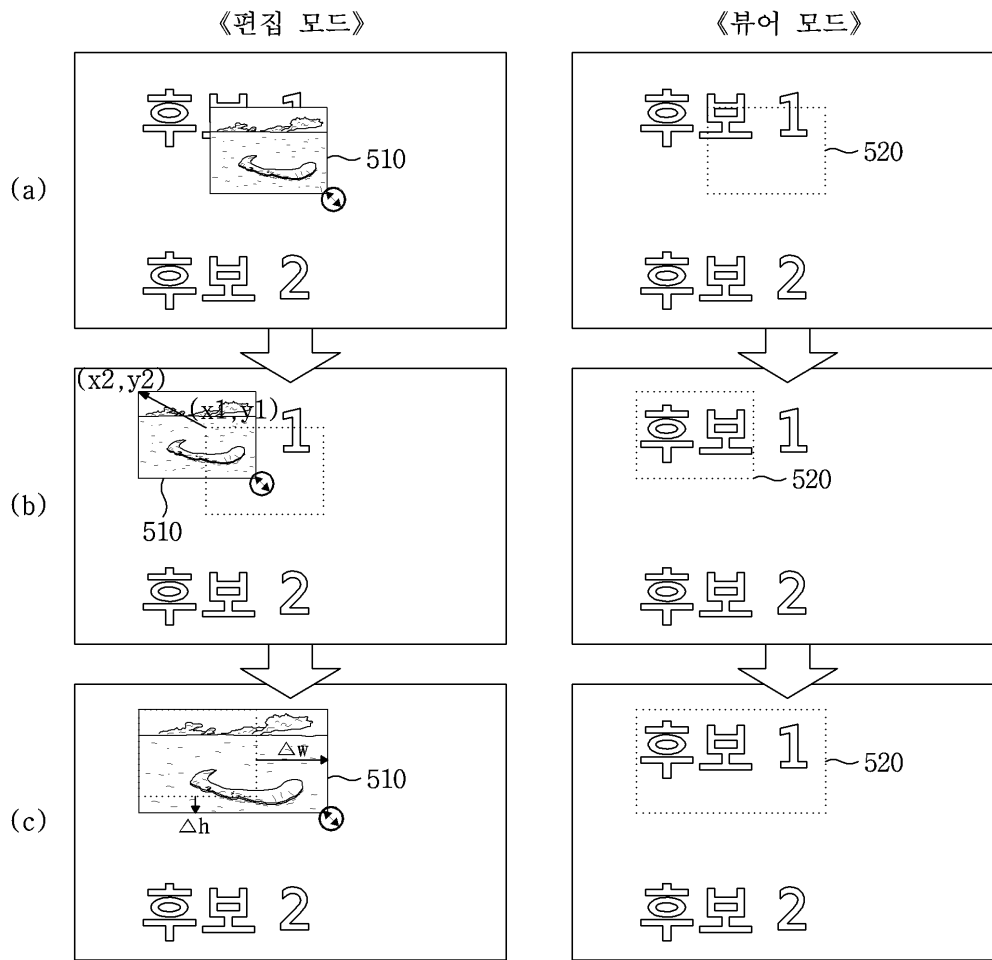 《편집 모드》 《뷰어 모드》
(a)
후보 1
510
후보 2
후보 1
520
후보 2
(b)
(x2,y2)
(x1,y1)
1
510
후보 2
후보 1
520
후보 2
(c)
△w
510
△h
후보 2
후보 1
520
후보 2